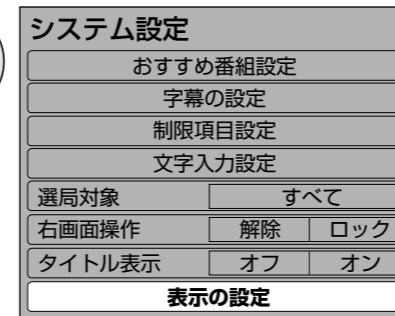 システム設定
おすすめ番組設定
字幕の設定
制限項目設定
文字入力設定
選局対象 すべて
右画面操作 解除 ロック
タイトル表示 オフ オン
表示の設定